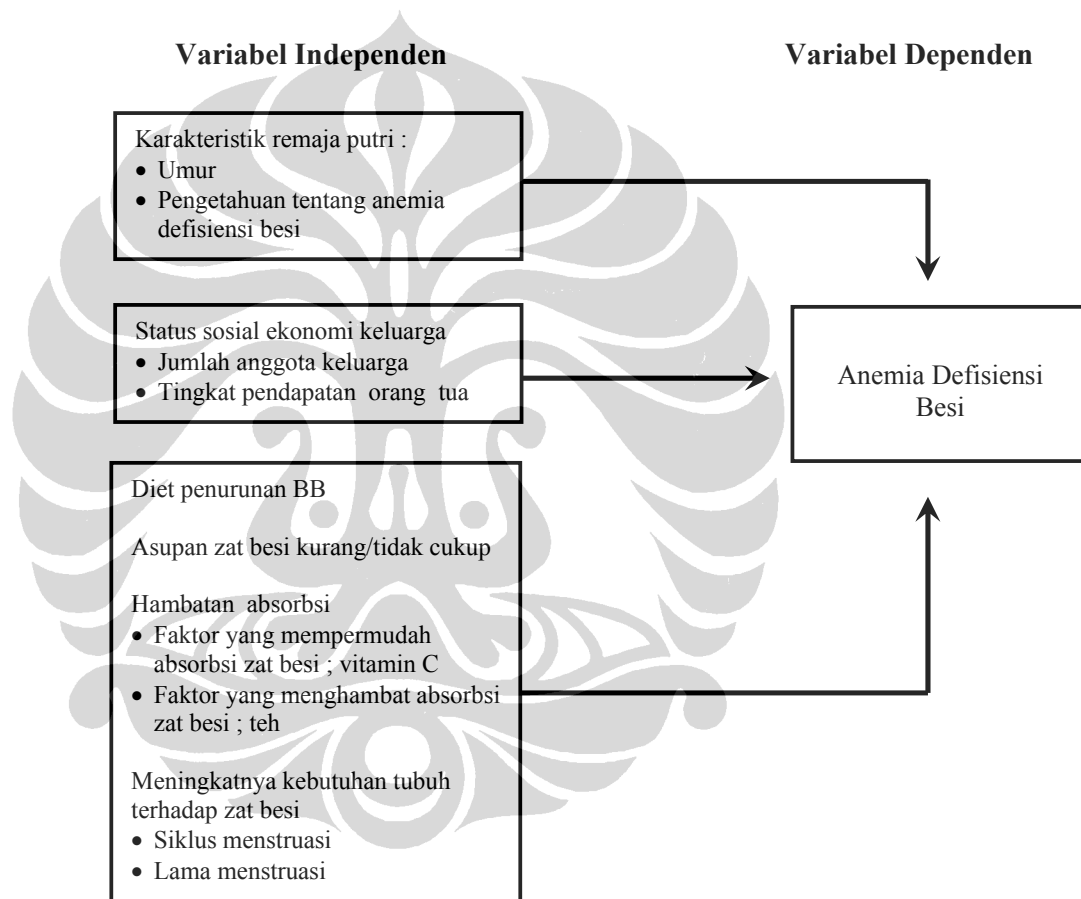 Variabel Independen
Variabel Dependen
Karakteristik remaja putri :
• Umur
• Pengetahuan tentang anemia
defisiensi besi
Status sosial ekonomi keluarga
• Jumlah anggota keluarga
• Tingkat pendapatan orang tua
Anemia Defisiensi
Besi
Diet penurunan BB
Asupan zat besi kurang/tidak cukup
Hambatan absorbsi
• Faktor yang mempermudah
absorbsi zat besi ; vitamin C
• Faktor yang menghambat absorbsi
zat besi ; teh
Meningkatnya kebutuhan tubuh
terhadap zat besi
• Siklus menstruasi
• Lama menstruasi